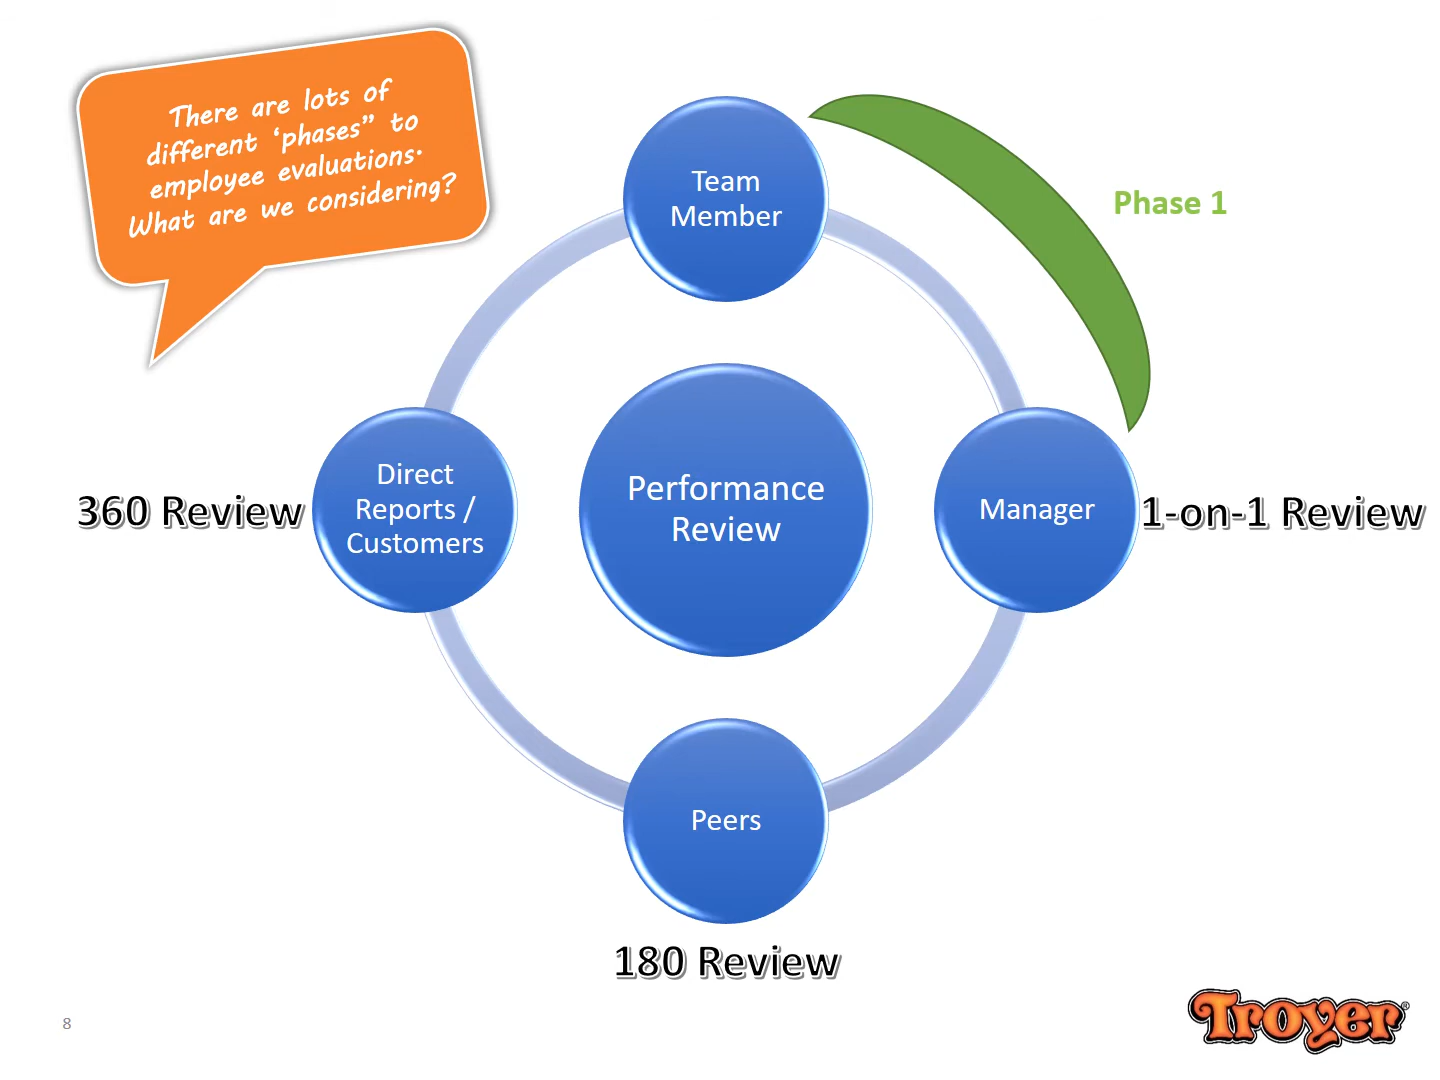 There are lots of
different ‘phases” to
employee evaluations.
What are we considering?
Team
Member
Phase 1
Direct
Reports /
Customers
360 Review
Performance
Review
Manager
1-on-1 Review
Peers
180 Review
8
Troyer®